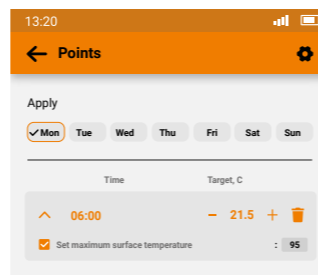 13:20
Points
Apply
Mon Tue Wed Thu Fri Sat Sun
Time Target, C
06:00 − 21.5 +
Set maximum surface temperature : 95